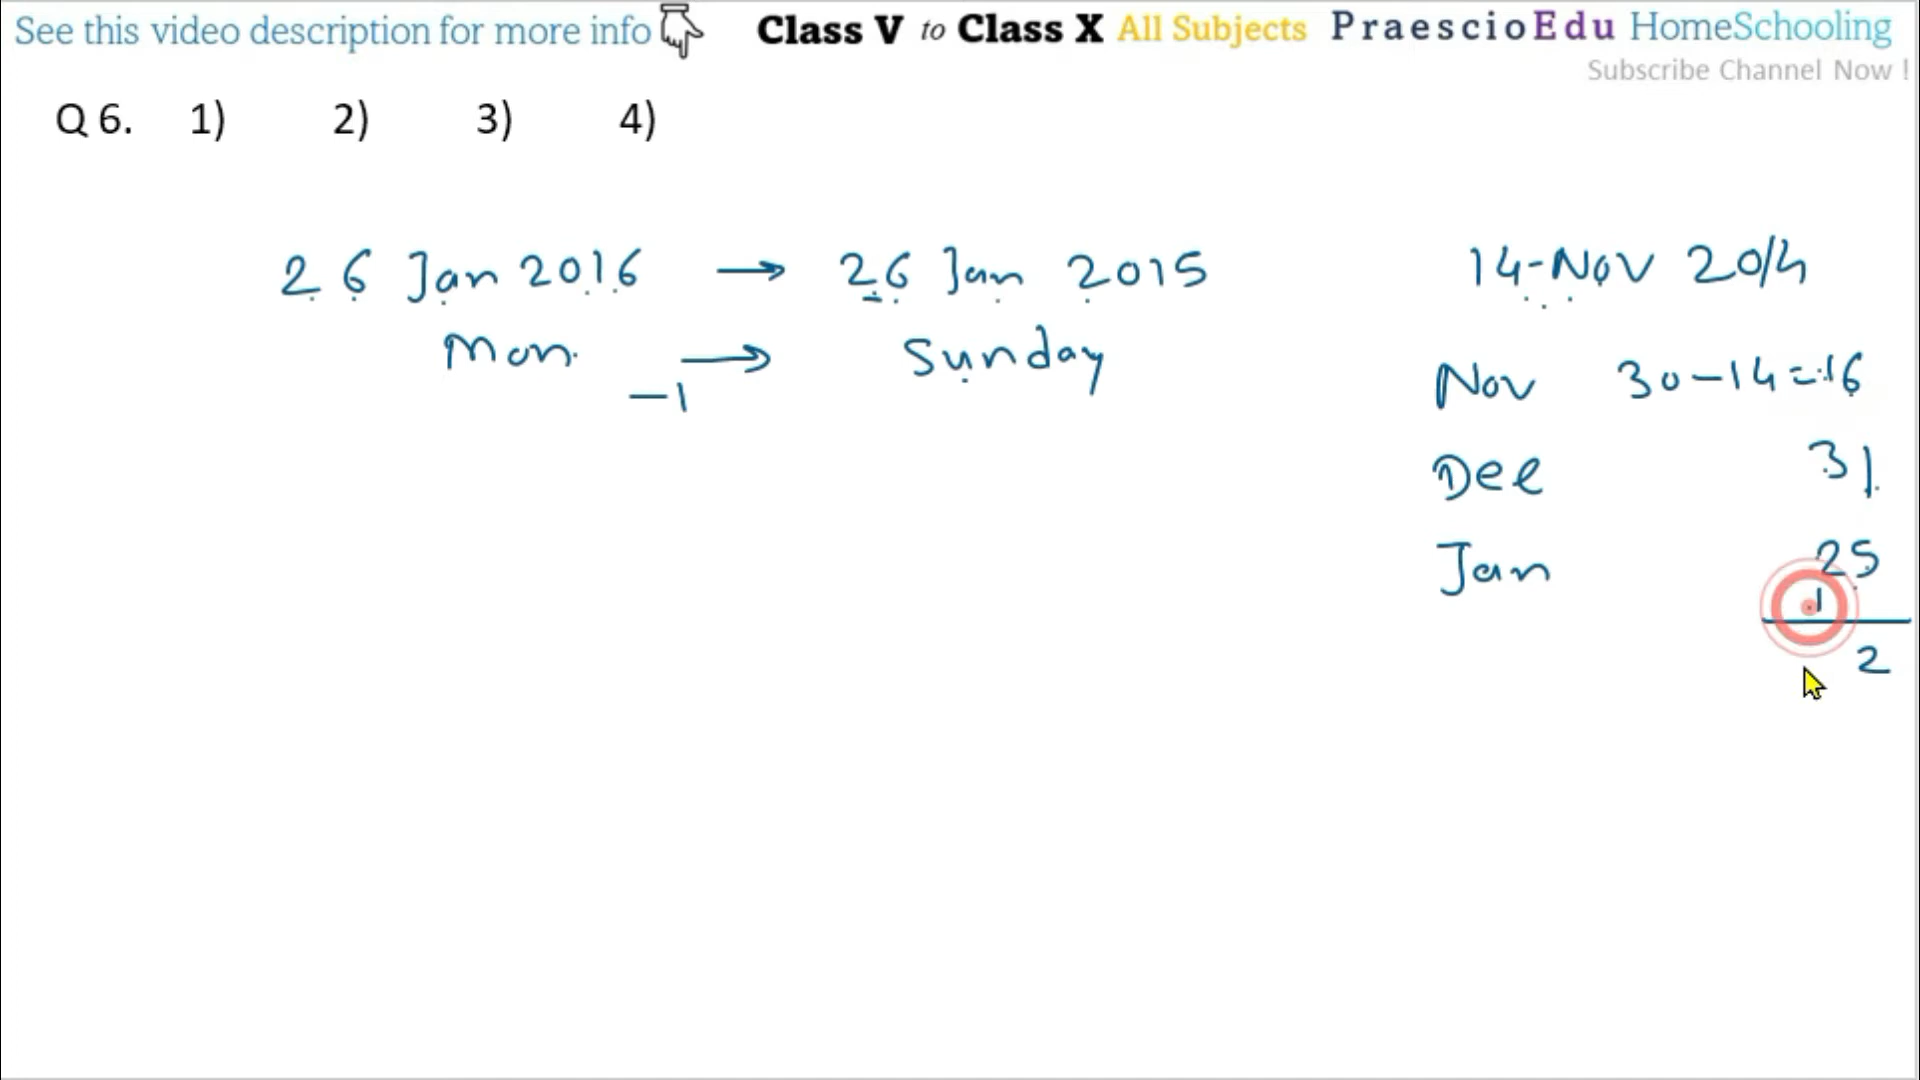 See this video description for more info Class V to Class X All Subjects PraescioEdu HomeSchooling
Subscribe Channel Now !
Q 6. 1) 2) 3) 4)
26 Jan 2016 → 26 Jan 2015 14-Nov 2014
Mon → Sunday
-1
Nov 30-14=16
Dec 31
Jan 25
1
2